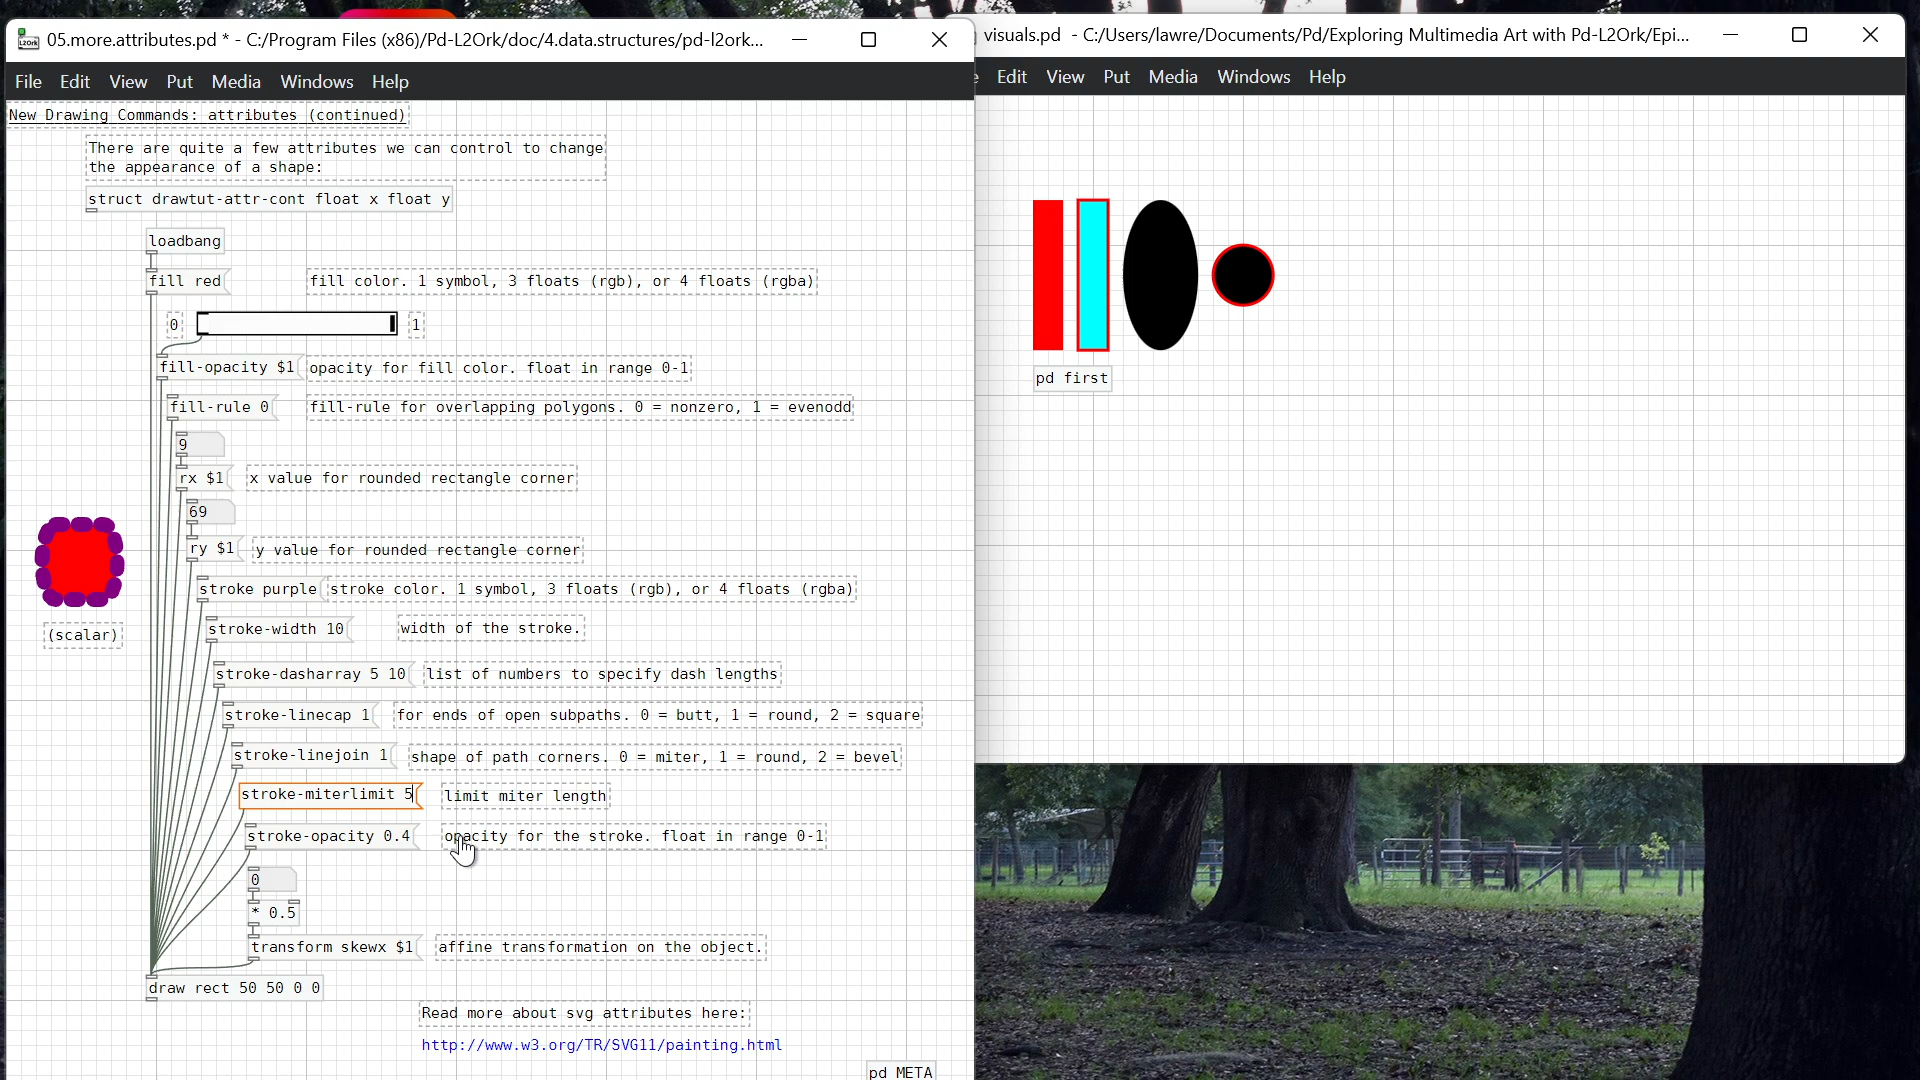 05.more.attributes.pd * - C:/Program Files (x86)/Pd-L2Ork/doc/4.data.structures/pd-l2ork...
File Edit View Put Media Windows Help
New Drawing Commands: attributes (continued)
There are quite a few attributes we can control to change
the appearance of a shape:
struct drawtut-attr-cont float x float y
loadbang
fill red
fill color. 1 symbol, 3 floats (rgb), or 4 floats (rgba)
0
1
fill-opacity $1
opacity for fill color. float in range 0-1
fill-rule 0
fill-rule for overlapping polygons. 0 = nonzero, 1 = evenodd
9
rx $1
x value for rounded rectangle corner
69
ry $1
y value for rounded rectangle corner
stroke purple
stroke color. 1 symbol, 3 floats (rgb), or 4 floats (rgba)
stroke-width 10
width of the stroke.
(scalar)
stroke-dasharray 5 10
list of numbers to specify dash lengths
stroke-linecap 1
for ends of open subpaths. 0 = butt, 1 = round, 2 = square
stroke-linejoin 1
shape of path corners. 0 = miter, 1 = round, 2 = bevel
stroke-miterlimit 5
limit miter length
stroke-opacity 0.4
opacity for the stroke. float in range 0-1
0
* 0.5
transform skewx $1
affine transformation on the object.
draw rect 50 50 0 0
Read more about svg attributes here:
http://www.w3.org/TR/SVG11/painting.html
pd META
visuals.pd - C:/Users/lawre/Documents/Pd/Exploring Multimedia Art with Pd-L2Ork/Epi...
Edit View Put Media Windows Help
pd first